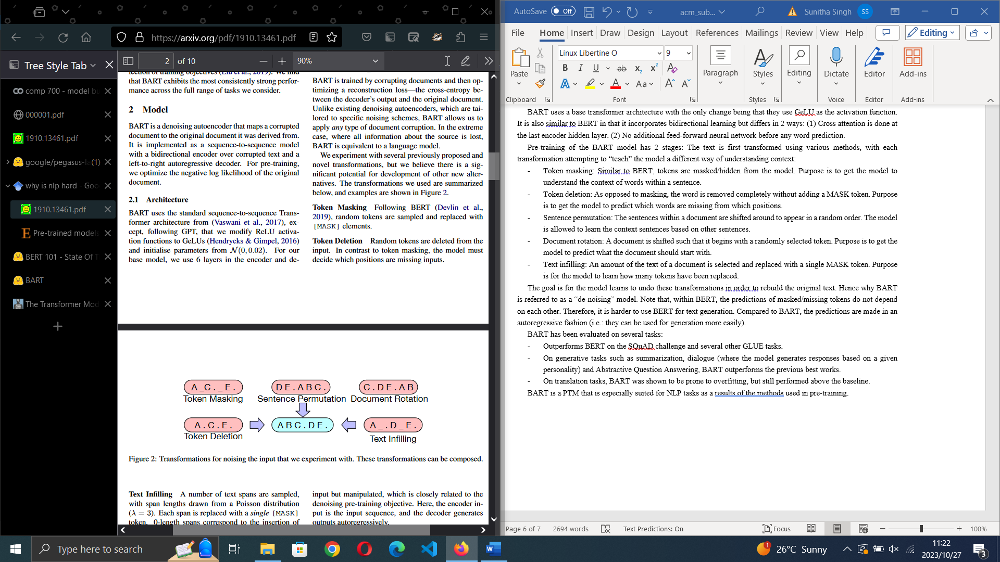 https://arxiv.org/pdf/1910.13461.pdf
Tree Style Tab
comp 700 - model bu
000001.pdf
1910.13461.pdf
google/pegasus-la (1)
why is nlp hard - Goo
1910.13461.pdf
Pre-trained models
BERT 101 - State Of T
BART
The Transformer Mod
2 of 10
90%
that BART exhibits the most consistently strong perfor-
mance across the full range of tasks we consider.
2 Model
BART is a denoising autoencoder that maps a corrupted
document to the original document it was derived from.
It is implemented as a sequence-to-sequence model
with a bidirectional encoder over corrupted text and a
left-to-right autoregressive decoder. For pre-training,
we optimize the negative log likelihood of the original
document.
2.1 Architecture
BART uses the standard sequence-to-sequence Trans-
former architecture from (Vaswani et al., 2017), ex-
cept, following GPT, that we modify ReLU activa-
tion functions to GeLUs (Hendrycks & Gimpel, 2016)
and initialise parameters from N(0, 0.02). For our
base model, we use 6 layers in the encoder and de-
BART is trained by corrupting documents and then op-
timizing a reconstruction loss—the cross-entropy be-
tween the decoder's output and the original document.
Unlike existing denoising autoencoders, which are tai-
lored to specific noising schemes, BART allows us to
apply any type of document corruption. In the extreme
case, where all information about the source is lost,
BART is equivalent to a language model.
We experiment with several previously proposed and
novel transformations, but we believe there is a sig-
nificant potential for development of other new alter-
natives. The transformations we used are summarized
below, and examples are shown in Figure 2.
Token Masking Following BERT (Devlin et al.,
2019), random tokens are sampled and replaced with
[MASK] elements.
Token Deletion Random tokens are deleted from the
input. In contrast to token masking, the model must
decide which positions are missing inputs.
A _ C . _ E .
Token Masking
D E . A B C .
Sentence Permutation
C . D E . A B
Document Rotation
A . C . E .
Token Deletion
A B C . D E .
A _ . D _ E .
Text Infilling
Figure 2: Transformations for noising the input that we experiment with. These transformations can be composed.
Text Infilling A number of text spans are sampled,
with span lengths drawn from a Poisson distribution
(λ = 3). Each span is replaced with a single [MASK]
token. 0-length spans correspond to the insertion of
input but manipulated, which is closely related to the
denoising pre-training objective. Here, the encoder in-
put is the input sequence, and the decoder generates
outputs autoregressively.
AutoSave Off
acm_sub...
Sunitha Singh SS
File Home Insert Draw Design Layout References Mailings Review View Help
Editing
Linux Libertine O 9
B I U ab x₂ x²
A A Aa A A
Paste Paragraph Styles Editing Dictate Editor Add-ins
Clipboard Font Styles Voice Editor Add-ins
BART uses a base transformer architecture with the only change being that they use GeLU as the activation function.
It is also similar to BERT in that it incorporates bidirectional learning but differs in 2 ways: (1) Cross attention is done at
the last encoder hidden layer. (2) No additional feed-forward neural network before any word prediction.
Pre-training of the BART model has 2 stages: The text is first transformed using various methods, with each
transformation attempting to “teach” the model a different way of understanding context:
- Token masking: Similar to BERT, tokens are masked/hidden from the model. Purpose is to get the model to
understand the context of words within a sentence.
- Token deletion: As opposed to masking, the word is removed completely without adding a MASK token. Purpose
is to get the model to predict which words are missing from which positions.
- Sentence permutation: The sentences within a document are shifted around to appear in a random order. The model
is allowed to learn the context sentences based on other sentences.
- Document rotation: A document is shifted such that it begins with a randomly selected token. Purpose is to get the
model to predict what the document should start with.
- Text infilling: An amount of the text of a document is selected and replaced with a single MASK token. Purpose
is for the model to learn how many tokens have been replaced.
The goal is for the model learns to undo these transformations in order to rebuild the original text. Hence why BART
is referred to as a “de-noising” model. Note that, within BERT, the predictions of masked/missing tokens do not depend
on each other. Therefore, it is harder to use BERT for text generation. Compared to BART, the predictions are made in an
autoregressive fashion (i.e.: they can be used for generation more easily).
BART has been evaluated on several tasks:
- Outperforms BERT on the SQuAD challenge and several other GLUE tasks.
- On generative tasks such as summarization, dialogue (where the model generates responses based on a given
personality) and Abstractive Question Answering, BART outperforms the previous best works.
- On translation tasks, BART was shown to be prone to overfitting, but still performed above the baseline.
BART is a PTM that is especially suited for NLP tasks as a results of the methods used in pre-training.
Page 6 of 7 2694 words Text Predictions: On Focus 100%
Type here to search
26°C Sunny
11:22
2023/10/27
3